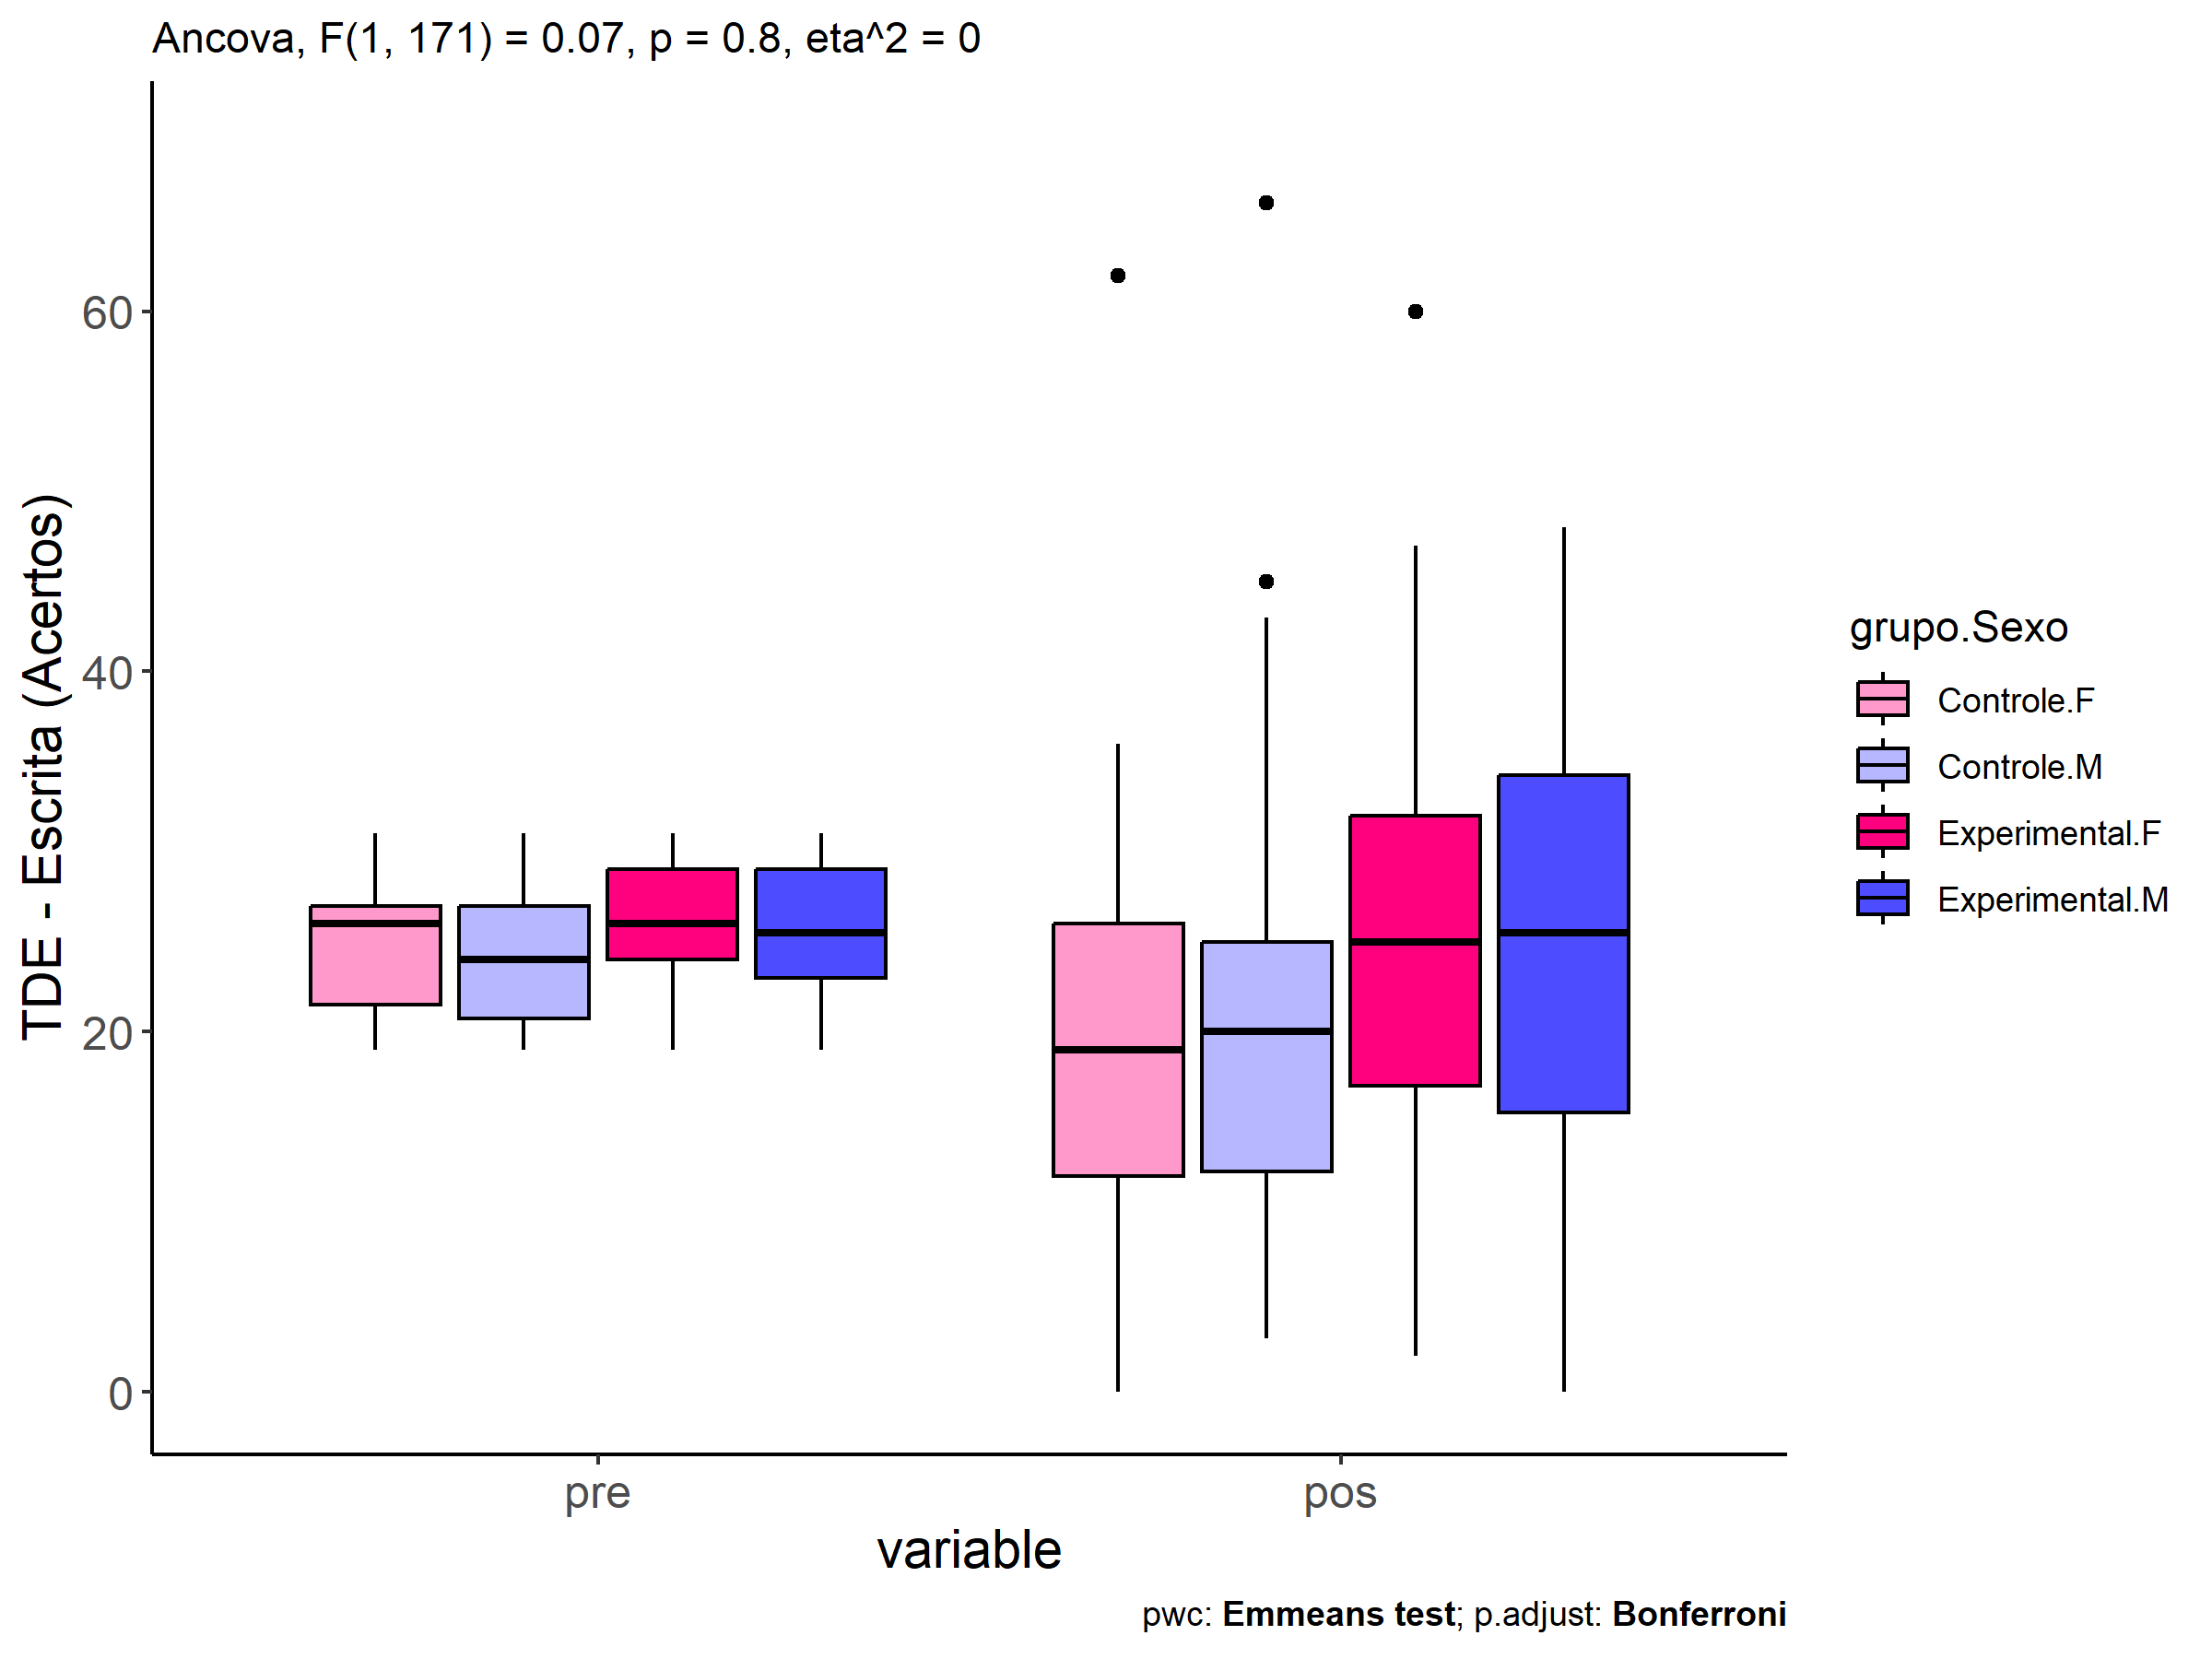 Ancova, F(1, 171) = 0.07, p = 0.8, eta^2 = 0
TDE - Escrita (Acertos)
60
40
20
0
pre
pos
variable
grupo.Sexo
Controle.F
Controle.M
Experimental.F
Experimental.M
pwc: Emmeans test; p.adjust: Bonferroni